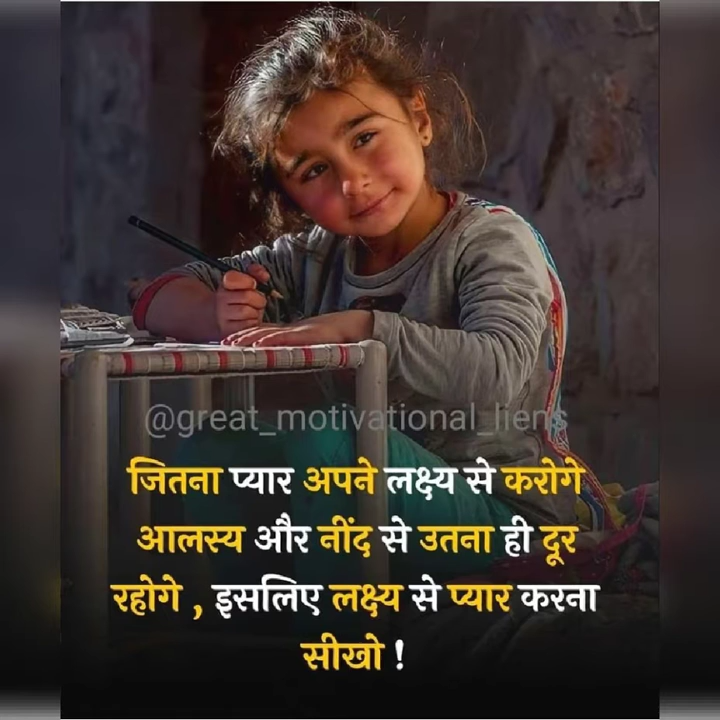 @great_motivational_liens
जितना प्यार अपने लक्ष्य से करोगे
आलस्य और नींद से उतना ही दूर
रहोगे , इसलिए लक्ष्य से प्यार करना
सीखो !